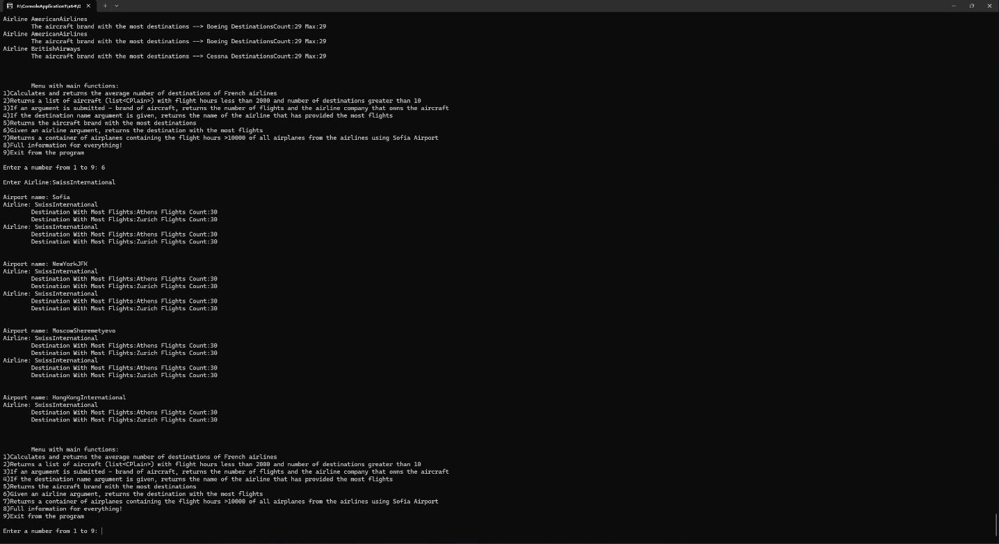 F:\ConsoleApplication1\x64\D
Airline AmericanAirlines
The aircraft brand with the most destinations --> Boeing DestinationsCount:29 Max:29
Airline AmericanAirlines
The aircraft brand with the most destinations --> Boeing DestinationsCount:29 Max:29
Airline BritishAirways
The aircraft brand with the most destinations --> Cessna DestinationsCount:29 Max:29
Menu with main functions:
1)Calculates and returns the average number of destinations of French airlines
2)Returns a list of aircraft (list<CPlain>) with flight hours less than 2000 and number of destinations greater than 10
3)If an argument is submitted - brand of aircraft, returns the number of flights and the airline company that owns the aircraft
4)If the destination name argument is given, returns the name of the airline that has provided the most flights
5)Returns the aircraft brand with the most destinations
6)Given an airline argument, returns the destination with the most flights
7)Returns a container of airplanes containing the flight hours >10000 of all airplanes from the airlines using Sofia Airport
8)Full information for everything!
9)Exit from the program
Enter a number from 1 to 9: 6
Enter Airline:SwissInternational
Airport name: Sofia
Airline: SwissInternational
Destination With Most Flights:Athens Flights Count:30
Destination With Most Flights:Zurich Flights Count:30
Airline: SwissInternational
Destination With Most Flights:Athens Flights Count:30
Destination With Most Flights:Zurich Flights Count:30
Airport name: NewYorkJFK
Airline: SwissInternational
Destination With Most Flights:Athens Flights Count:30
Destination With Most Flights:Zurich Flights Count:30
Airline: SwissInternational
Destination With Most Flights:Athens Flights Count:30
Destination With Most Flights:Zurich Flights Count:30
Airport name: MoscowSheremetyevo
Airline: SwissInternational
Destination With Most Flights:Athens Flights Count:30
Destination With Most Flights:Zurich Flights Count:30
Airline: SwissInternational
Destination With Most Flights:Athens Flights Count:30
Destination With Most Flights:Zurich Flights Count:30
Airport name: HongKongInternational
Airline: SwissInternational
Destination With Most Flights:Athens Flights Count:30
Destination With Most Flights:Zurich Flights Count:30
Menu with main functions:
1)Calculates and returns the average number of destinations of French airlines
2)Returns a list of aircraft (list<CPlain>) with flight hours less than 2000 and number of destinations greater than 10
3)If an argument is submitted - brand of aircraft, returns the number of flights and the airline company that owns the aircraft
4)If the destination name argument is given, returns the name of the airline that has provided the most flights
5)Returns the aircraft brand with the most destinations
6)Given an airline argument, returns the destination with the most flights
7)Returns a container of airplanes containing the flight hours >10000 of all airplanes from the airlines using Sofia Airport
8)Full information for everything!
9)Exit from the program
Enter a number from 1 to 9: